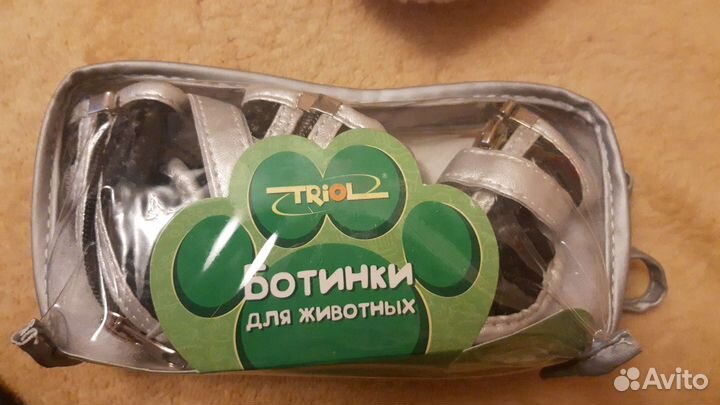 TRiOL
®
Ботинки
для животных
Avito